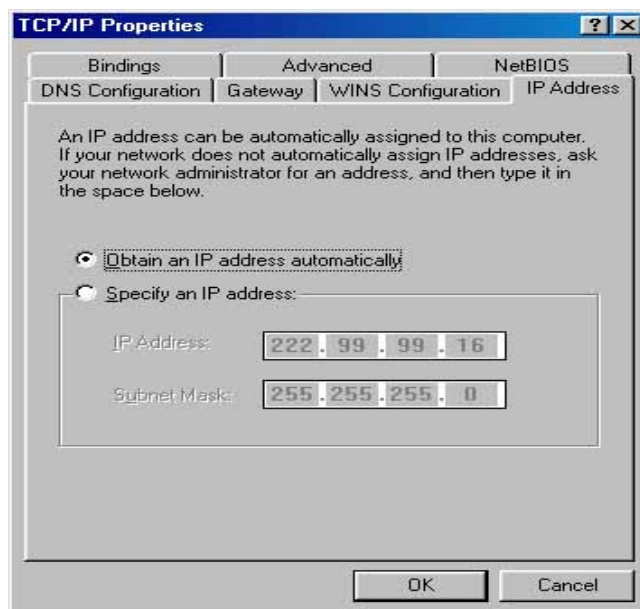 TCP/IP Properties
Bindings Advanced NetBIOS
DNS Configuration Gateway WINS Configuration IP Address
An IP address can be automatically assigned to this computer.
If your network does not automatically assign IP addresses, ask
your network administrator for an address, and then type it in
the space below.
Obtain an IP address automatically
Specify an IP address:
IP Address: 222 . 99 . 99 . 16
Subnet Mask: 255 . 255 . 255 . 0
OK Cancel